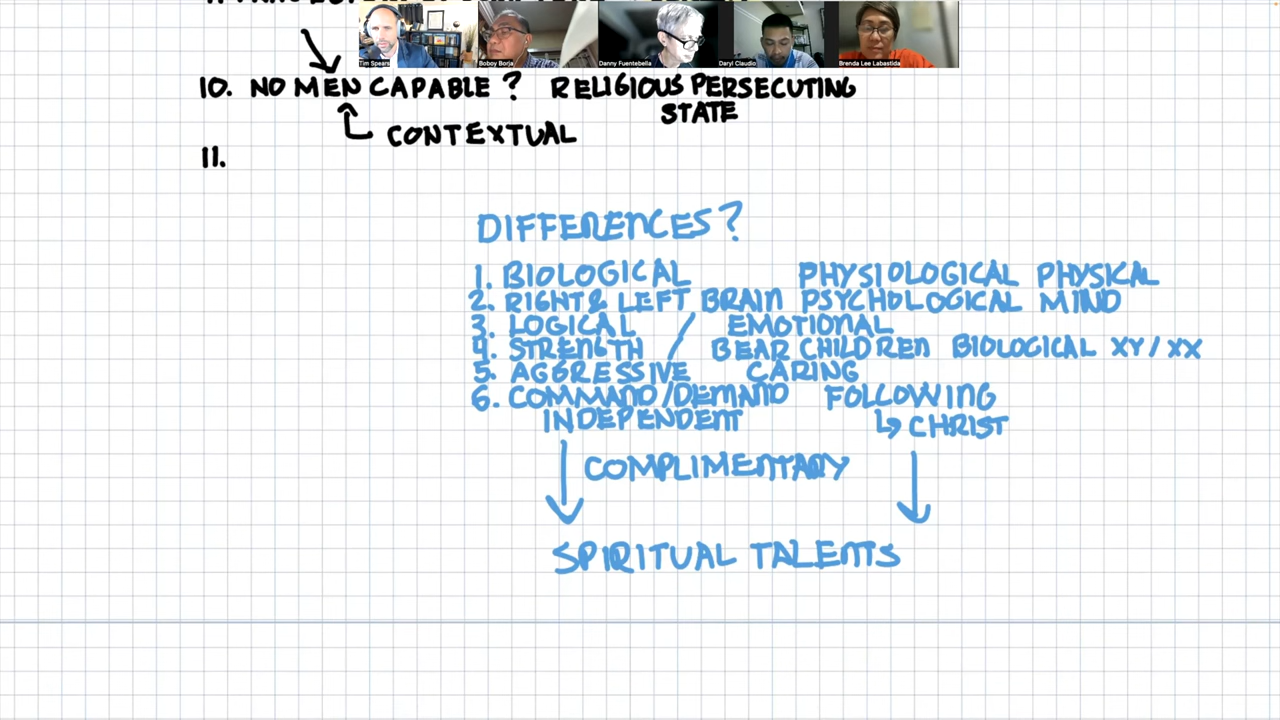 Tim Spears
Boboy Borja
Danny Fuentebella
Daryl Claudio
Brenda Lee Labastida
10. NO MEN CAPABLE ? RELIGIOUS PERSECUTING
STATE
CONTEXTUAL
11.
DIFFERENCES?
1. BIOLOGICAL PHYSIOLOGICAL PHYSICAL
2. RIGHT & LEFT BRAIN PSYCHOLOGICAL MIND
3. LOGICAL / EMOTIONAL
4. STRENGTH / BEAR CHILDREN BIOLOGICAL XY / XX
5. AGGRESSIVE CARING
6. COMMAND/DEMAND FOLLOWING
INDEPENDENT CHRIST
COMPLIMENTARY
SPIRITUAL TALENTS